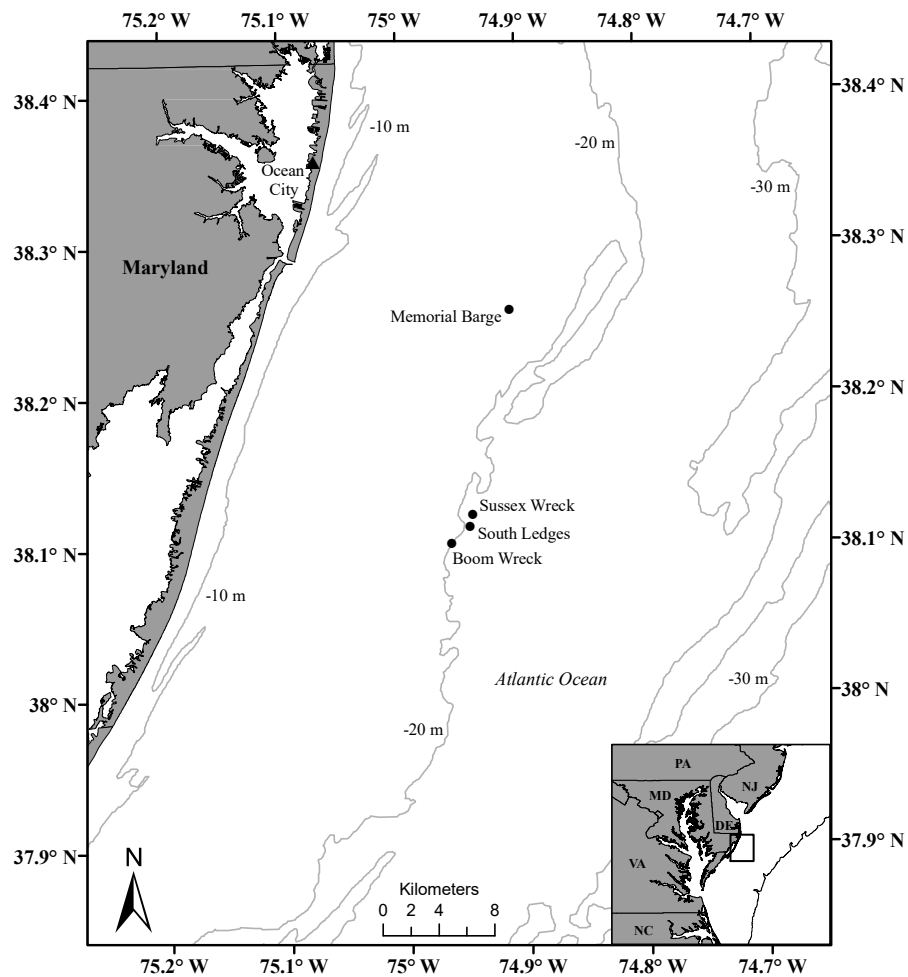 75.2° W 75.1° W 75° W 74.9° W 74.8° W 74.7° W
38.4° N
38.4° N
-10 m
-20 m
Ocean
City
-30 m
38.3° N
38.3° N
Maryland
Memorial Barge
38.2° N
38.2° N
Sussex Wreck
South Ledges
38.1° N
38.1° N
Boom Wreck
-10 m
Atlantic Ocean
-30 m
38° N
38° N
-20 m
PA
NJ
MD
DE
VA
NC
37.9° N
37.9° N
N
Kilometers
0 2 4 8
75.2° W 75.1° W 75° W 74.9° W 74.8° W 74.7° W